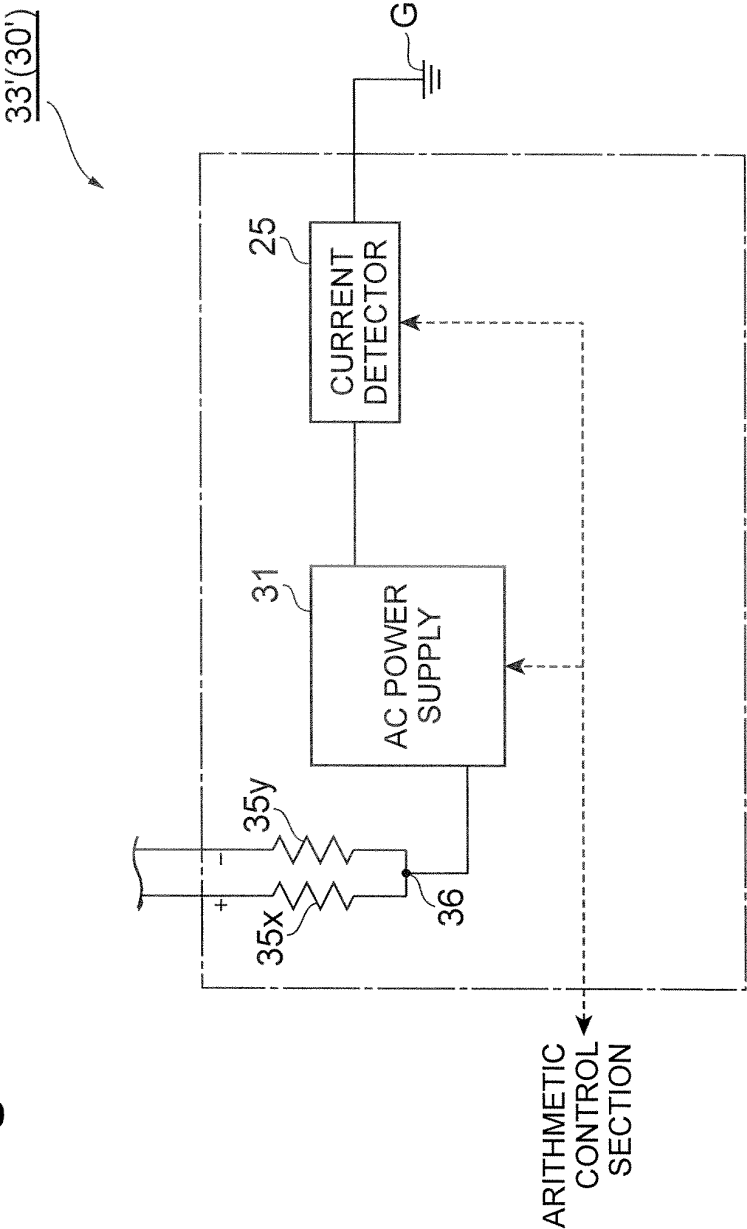 33'(30')
G
25
CURRENT
DETECTOR
31
AC POWER
SUPPLY
35y
-
+
35x
36
ARITHMETIC
CONTROL
SECTION